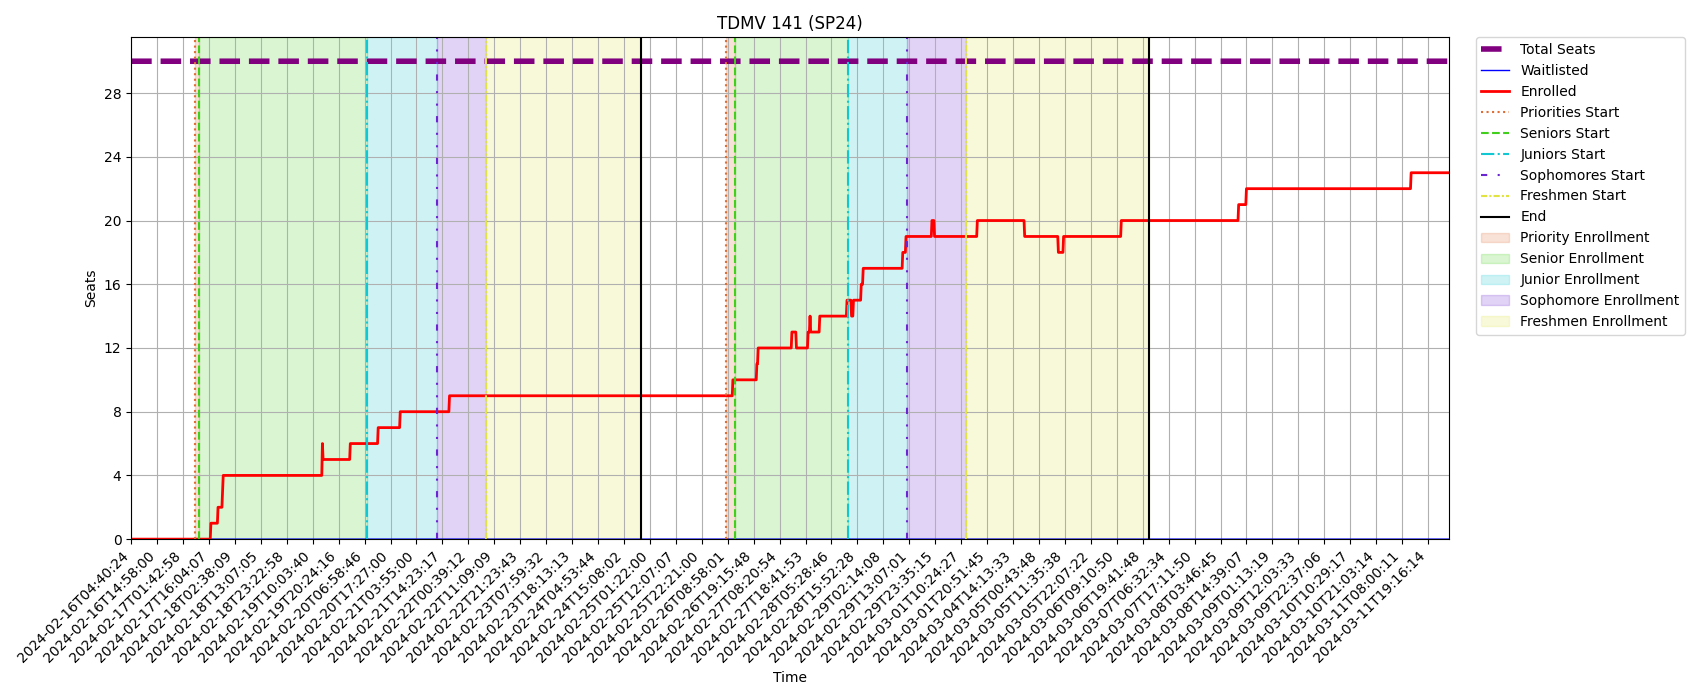 TDMV 141 (SP24)
Seats
28
24
20
16
12
8
4
0
2024-02-16T04:40:24
2024-02-16T14:58:00
2024-02-17T01:42:58
2024-02-17T16:04:07
2024-02-18T02:38:09
2024-02-18T13:07:05
2024-02-18T23:22:58
2024-02-19T10:03:40
2024-02-19T20:24:16
2024-02-20T06:58:46
2024-02-20T17:27:00
2024-02-21T03:55:00
2024-02-21T14:23:17
2024-02-22T00:39:12
2024-02-22T11:09:09
2024-02-22T21:23:43
2024-02-23T07:59:32
2024-02-23T18:13:13
2024-02-24T04:53:44
2024-02-24T15:08:02
2024-02-25T01:22:00
2024-02-25T12:07:07
2024-02-25T22:21:00
2024-02-26T08:58:01
2024-02-26T19:15:48
2024-02-27T08:20:54
2024-02-27T18:41:53
2024-02-28T05:28:46
2024-02-28T15:52:28
2024-02-29T02:14:08
2024-02-29T13:07:01
2024-02-29T23:35:15
2024-03-01T10:24:27
2024-03-01T20:51:45
2024-03-04T14:13:33
2024-03-05T00:43:48
2024-03-05T11:35:38
2024-03-05T22:07:22
2024-03-06T09:10:50
2024-03-06T19:41:48
2024-03-07T06:32:34
2024-03-07T17:11:50
2024-03-08T03:46:45
2024-03-08T14:39:07
2024-03-09T01:13:19
2024-03-09T12:03:33
2024-03-09T22:37:06
2024-03-10T10:29:17
2024-03-10T21:03:14
2024-03-11T08:00:11
2024-03-11T19:16:14
Time
Total Seats
Waitlisted
Enrolled
Priorities Start
Seniors Start
Juniors Start
Sophomores Start
Freshmen Start
End
Priority Enrollment
Senior Enrollment
Junior Enrollment
Sophomore Enrollment
Freshmen Enrollment